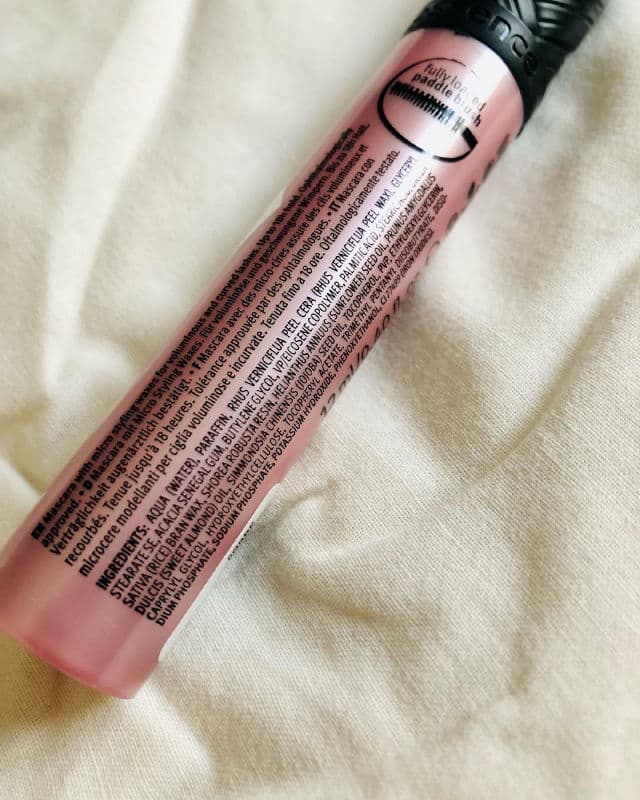 ence
fully loaded
paddle brush
Mascara with micro styling waxes for voluminous and curved lashes. Up to 18h hold. Ophthalmologically
approved. • D Mascara mit Micro Styling Waxes. Für voluminöse und geschwungene Wimpern. Bis zu 18h Halt.
Verträglichkeit augenärztlich bestätigt. • F Mascara avec des micro-cires assure des cils volumineux et
recourbés. Tenue jusqu'à 18 heures. Tolérance approuvée par des ophtalmologues. • IT Mascara con
microcere modellanti per ciglia voluminose e incurvate. Tenuta fino a 18 ore. Oftalmologicamente testato.
INGREDIENTS: AQUA (WATER), PARAFFIN, RHUS VERNICIFLUA PEEL CERA (RHUS VERNICIFLUA PEEL WAX), GLYCERYL
STEARATE SE, ACACIA SENEGAL GUM, BUTYLENE GLYCOL, VP/EICOSENE COPOLYMER, PALMITIC ACID, STEARIC
SATIVA (RICE) BRAN WAX, SHOREA ROBUSTA RESIN, HELIANTHUS ANNUUS (SUNFLOWER) SEED OIL, PRUNUS AMYGDALUS
DULCIS (SWEET ALMOND) OIL, SIMMONDSIA CHINENSIS (JOJOBA) SEED OIL, TOCOPHEROL, PVP, ETHYLHEXYLGLYCERIN,
CAPRYLYL GLYCOL, HYDROXYETHYLCELLULOSE, TOCOPHERYL ACETATE, TRIMETHYL PENTANYL DIISOBUTYRATE, DISO-
DIUM PHOSPHATE, SODIUM PHOSPHATE, POTASSIUM HYDROXIDE, PHENOXYETHANOL, CI 77499 (IRON OXIDES).